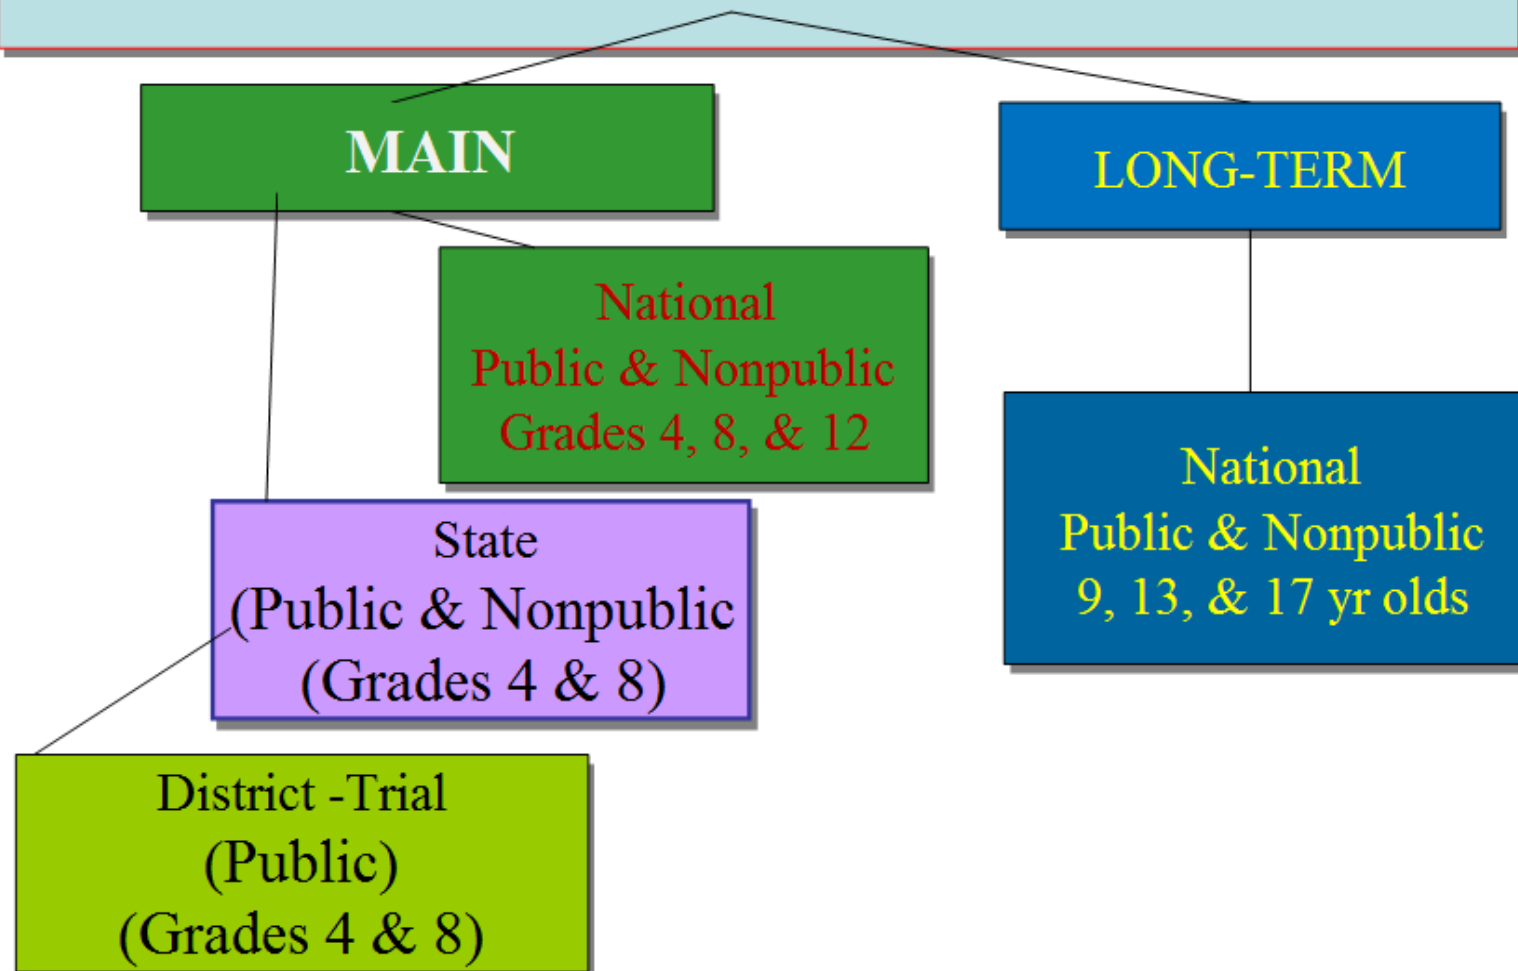 MAIN
LONG-TERM
National
Public & Nonpublic
Grades 4, 8, & 12
National
Public & Nonpublic
9, 13, & 17 yr olds
State
(Public & Nonpublic
(Grades 4 & 8)
District -Trial
(Public)
(Grades 4 & 8)